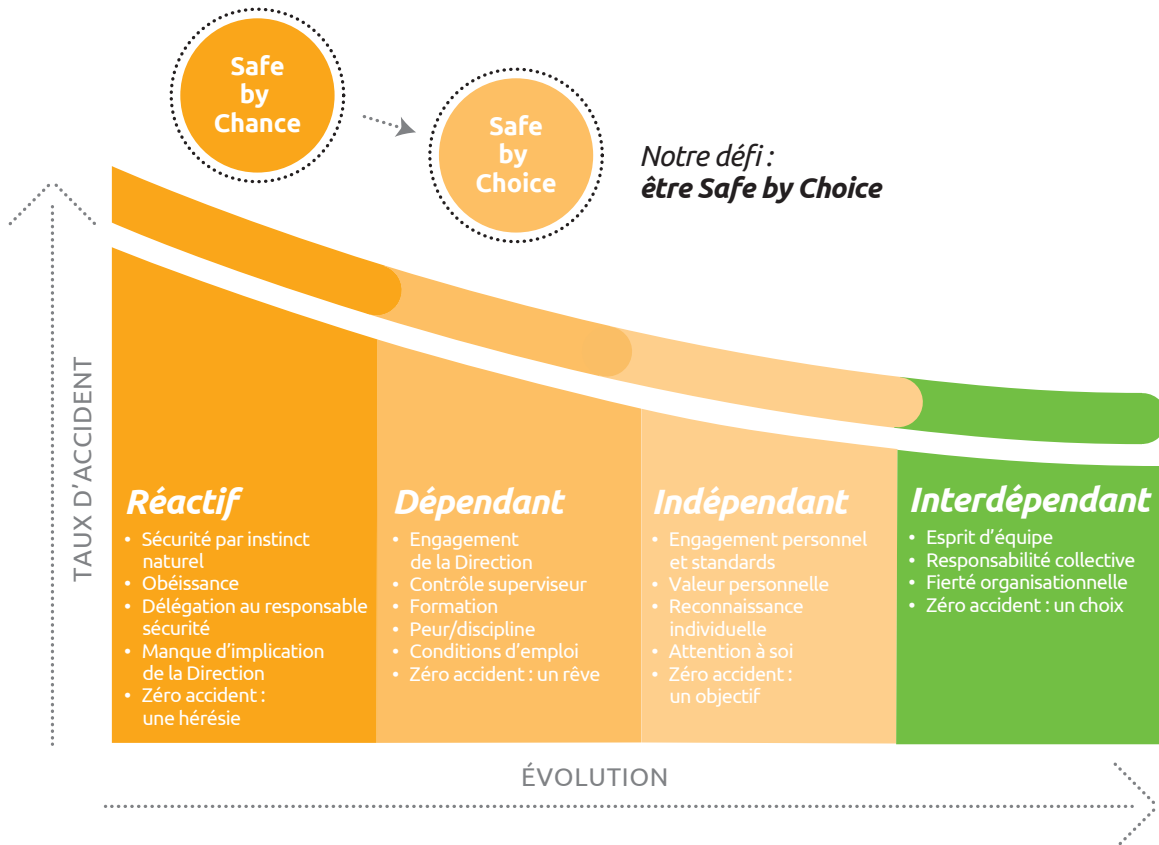 Safe
by
Chance
Safe
by
Choice
Notre défi :
être Safe by Choice
TAUX D’ACCIDENT
Réactif
• Sécurité par instinct
naturel
• Obéissance
• Délégation au responsable
sécurité
• Manque d’implication
de la Direction
• Zéro accident :
une hérésie
Dépendant
• Engagement
de la Direction
• Contrôle superviseur
• Formation
• Peur/discipline
• Conditions d’emploi
• Zéro accident : un rêve
Indépendant
• Engagement personnel
et standards
• Valeur personnelle
• Reconnaissance
individuelle
• Attention à soi
• Zéro accident :
un objectif
Interdépendant
• Esprit d’équipe
• Responsabilité collective
• Fierté organisationnelle
• Zéro accident : un choix
ÉVOLUTION